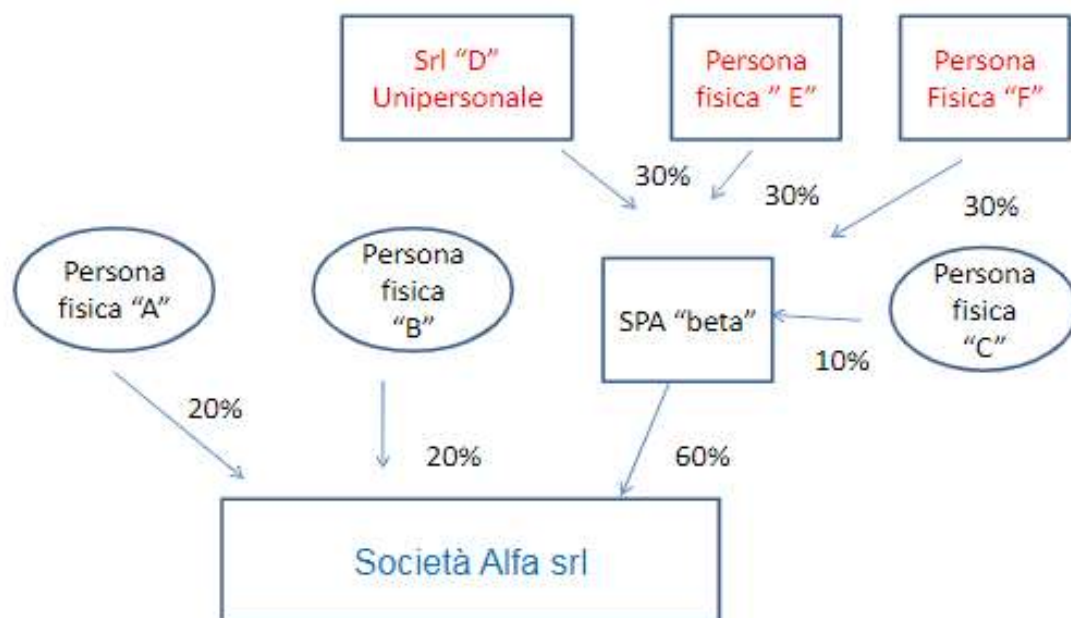 Srl “D”
Unipersonale
Persona
fisica ” E”
Persona
Fisica “F”
30%
30%
30%
Persona
fisica “A”
Persona
fisica
“B”
SPA “beta”
Persona
fisica
“C”
10%
20%
20%
60%
Società Alfa srl